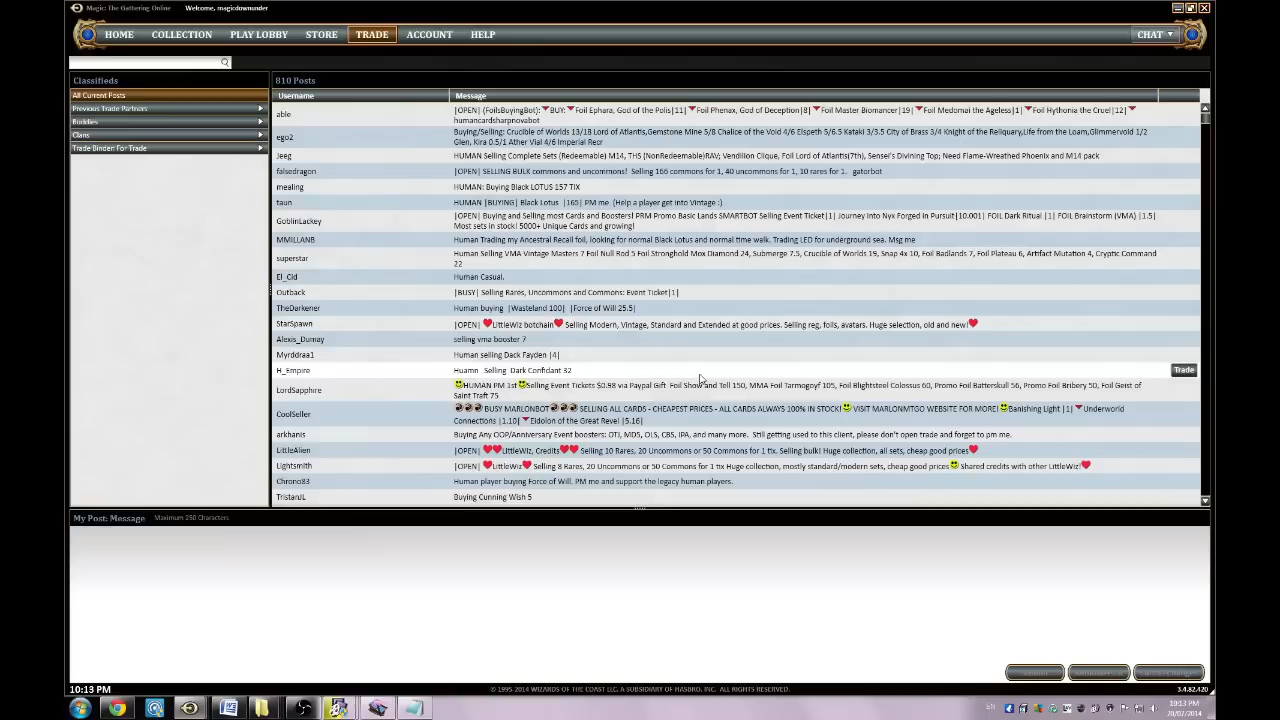 Magic: The Gathering Online Welcome, magicdownunder
HOME COLLECTION PLAY LOBBY STORE TRADE ACCOUNT HELP CHAT
Classifieds
All Current Posts
Previous Trade Partners
Buddies
Clans
Trade Binder: For Trade
810 Posts
Username Message
able |OPEN| (FoilsBuyingBot): BUY: Foil Ephara, God of the Polis|11| Foil Phenax, God of Deception|8| Foil Master Biomancer|19| Foil Medomai the Ageless|1| Foil Hythonia the Cruel|12|
humancardsharpnovabot
ego2 Buying/Selling: Crucible of Worlds 13/18 Lord of Atlantis,Gemstone Mine 5/8 Chalice of the Void 4/6 Elspeth 5/6.5 Kataki 3/3.5 City of Brass 3/4 Knight of the Reliquary,Life from the Loam,Glimmervoid 1/2
Glen, Kira 0.5/1 Ather Vial 4/6 Imperial Recr
Jeeg HUMAN Selling Complete Sets (Redeemable) M14, THS (NonRedeemable)RAV; Vendilion Clique, Foil Lord of Atlantis(7th), Sensei's Divining Top; Need Flame-Wreathed Phoenix and M14 pack
falsedragon |OPEN| SELLING BULK commons and uncommons! Selling 166 commons for 1, 40 uncommons for 1, 10 rares for 1. gatorbot
mealing HUMAN: Buying Black LOTUS 157 TIX
taun HUMAN |BUYING| Black Lotus |165| PM me (Help a player get into Vintage :)
GoblinLackey |OPEN| Buying and Selling most Cards and Boosters! PRM Promo Basic Lands SMARTBOT Selling Event Ticket|1| Journey Into Nyx Forged in Pursuit|10.001| FOIL Dark Ritual |1| FOIL Brainstorm (VMA) |1.5|
Most sets in stock! 5000+ Unique Cards and growing!
MMILLANB Human Trading my Ancestral Recall foil, looking for normal Black Lotus and normal time walk. Trading LED for underground sea. Msg me
superstar Human Selling VMA Vintage Masters 7 Foil Null Rod 5 Foil Stronghold Mox Diamond 24, Submerge 7.5, Crucible of Worlds 19, Snap 4x 10, Foil Badlands 7, Foil Plateau 6, Artifact Mutation 4, Cryptic Command
22
El_Cid Human Casual.
Outback |BUSY| Selling Rares, Uncommons and Commons: Event Ticket|1|
TheDarkener Human buying |Wasteland 100| |Force of Will 25.5|
StarSpawn |OPEN| LittleWiz botchain Selling Modern, Vintage, Standard and Extended at good prices. Selling reg, foils, avatars. Huge selection, old and new!
Alexis_Dumay selling vma booster 7
Myrddraa1 Human selling Dack Fayden |4|
H_Empire Huamn Selling Dark Confidant 32 Trade
LordSapphire HUMAN PM 1st Selling Event Tickets $0.98 via Paypal Gift Foil Show and Tell 150, MMA Foil Tarmogoyf 105, Foil Blightsteel Colossus 60, Promo Foil Batterskull 56, Promo Foil Bribery 50, Foil Geist of
Saint Traft 75
CoolSeller BUSY MARLONBOT SELLING ALL CARDS - CHEAPEST PRICES - ALL CARDS ALWAYS 100% IN STOCK! VISIT MARLONMTGO WEBSITE FOR MORE! Banishing Light |1| Underworld
Connections |1.10| Eidolon of the Great Revel |5.16|
arkhanis Buying Any OOP/Anniversary Event boosters: OTJ, MD5, OLS, CBS, IPA, and many more. Still getting used to this client, please don't open trade and forget to pm me.
LittleAlien |OPEN| LittleWiz, Credits Selling 10 Rares, 20 Uncommons or 50 Commons for 1 tix. Selling bulk! Huge collection, all sets, cheap good prices
Lightsmith |OPEN| LittleWiz Selling 8 Rares, 20 Uncommons or 50 Commons for 1 tix Huge collection, mostly standard/modern sets, cheap good prices Shared credits with other LittleWiz!
Chrono83 Human player buying Force of Will. PM me and support the legacy human players.
TristanJL Buying Cunning Wish 5
My Post: Message Maximum 250 Characters
10:13 PM © 1995-2014 WIZARDS OF THE COAST LLC, A SUBSIDIARY OF HASBRO, INC. ALL RIGHTS RESERVED. 3.4.82.420
EN 10:13 PM
20/07/2014